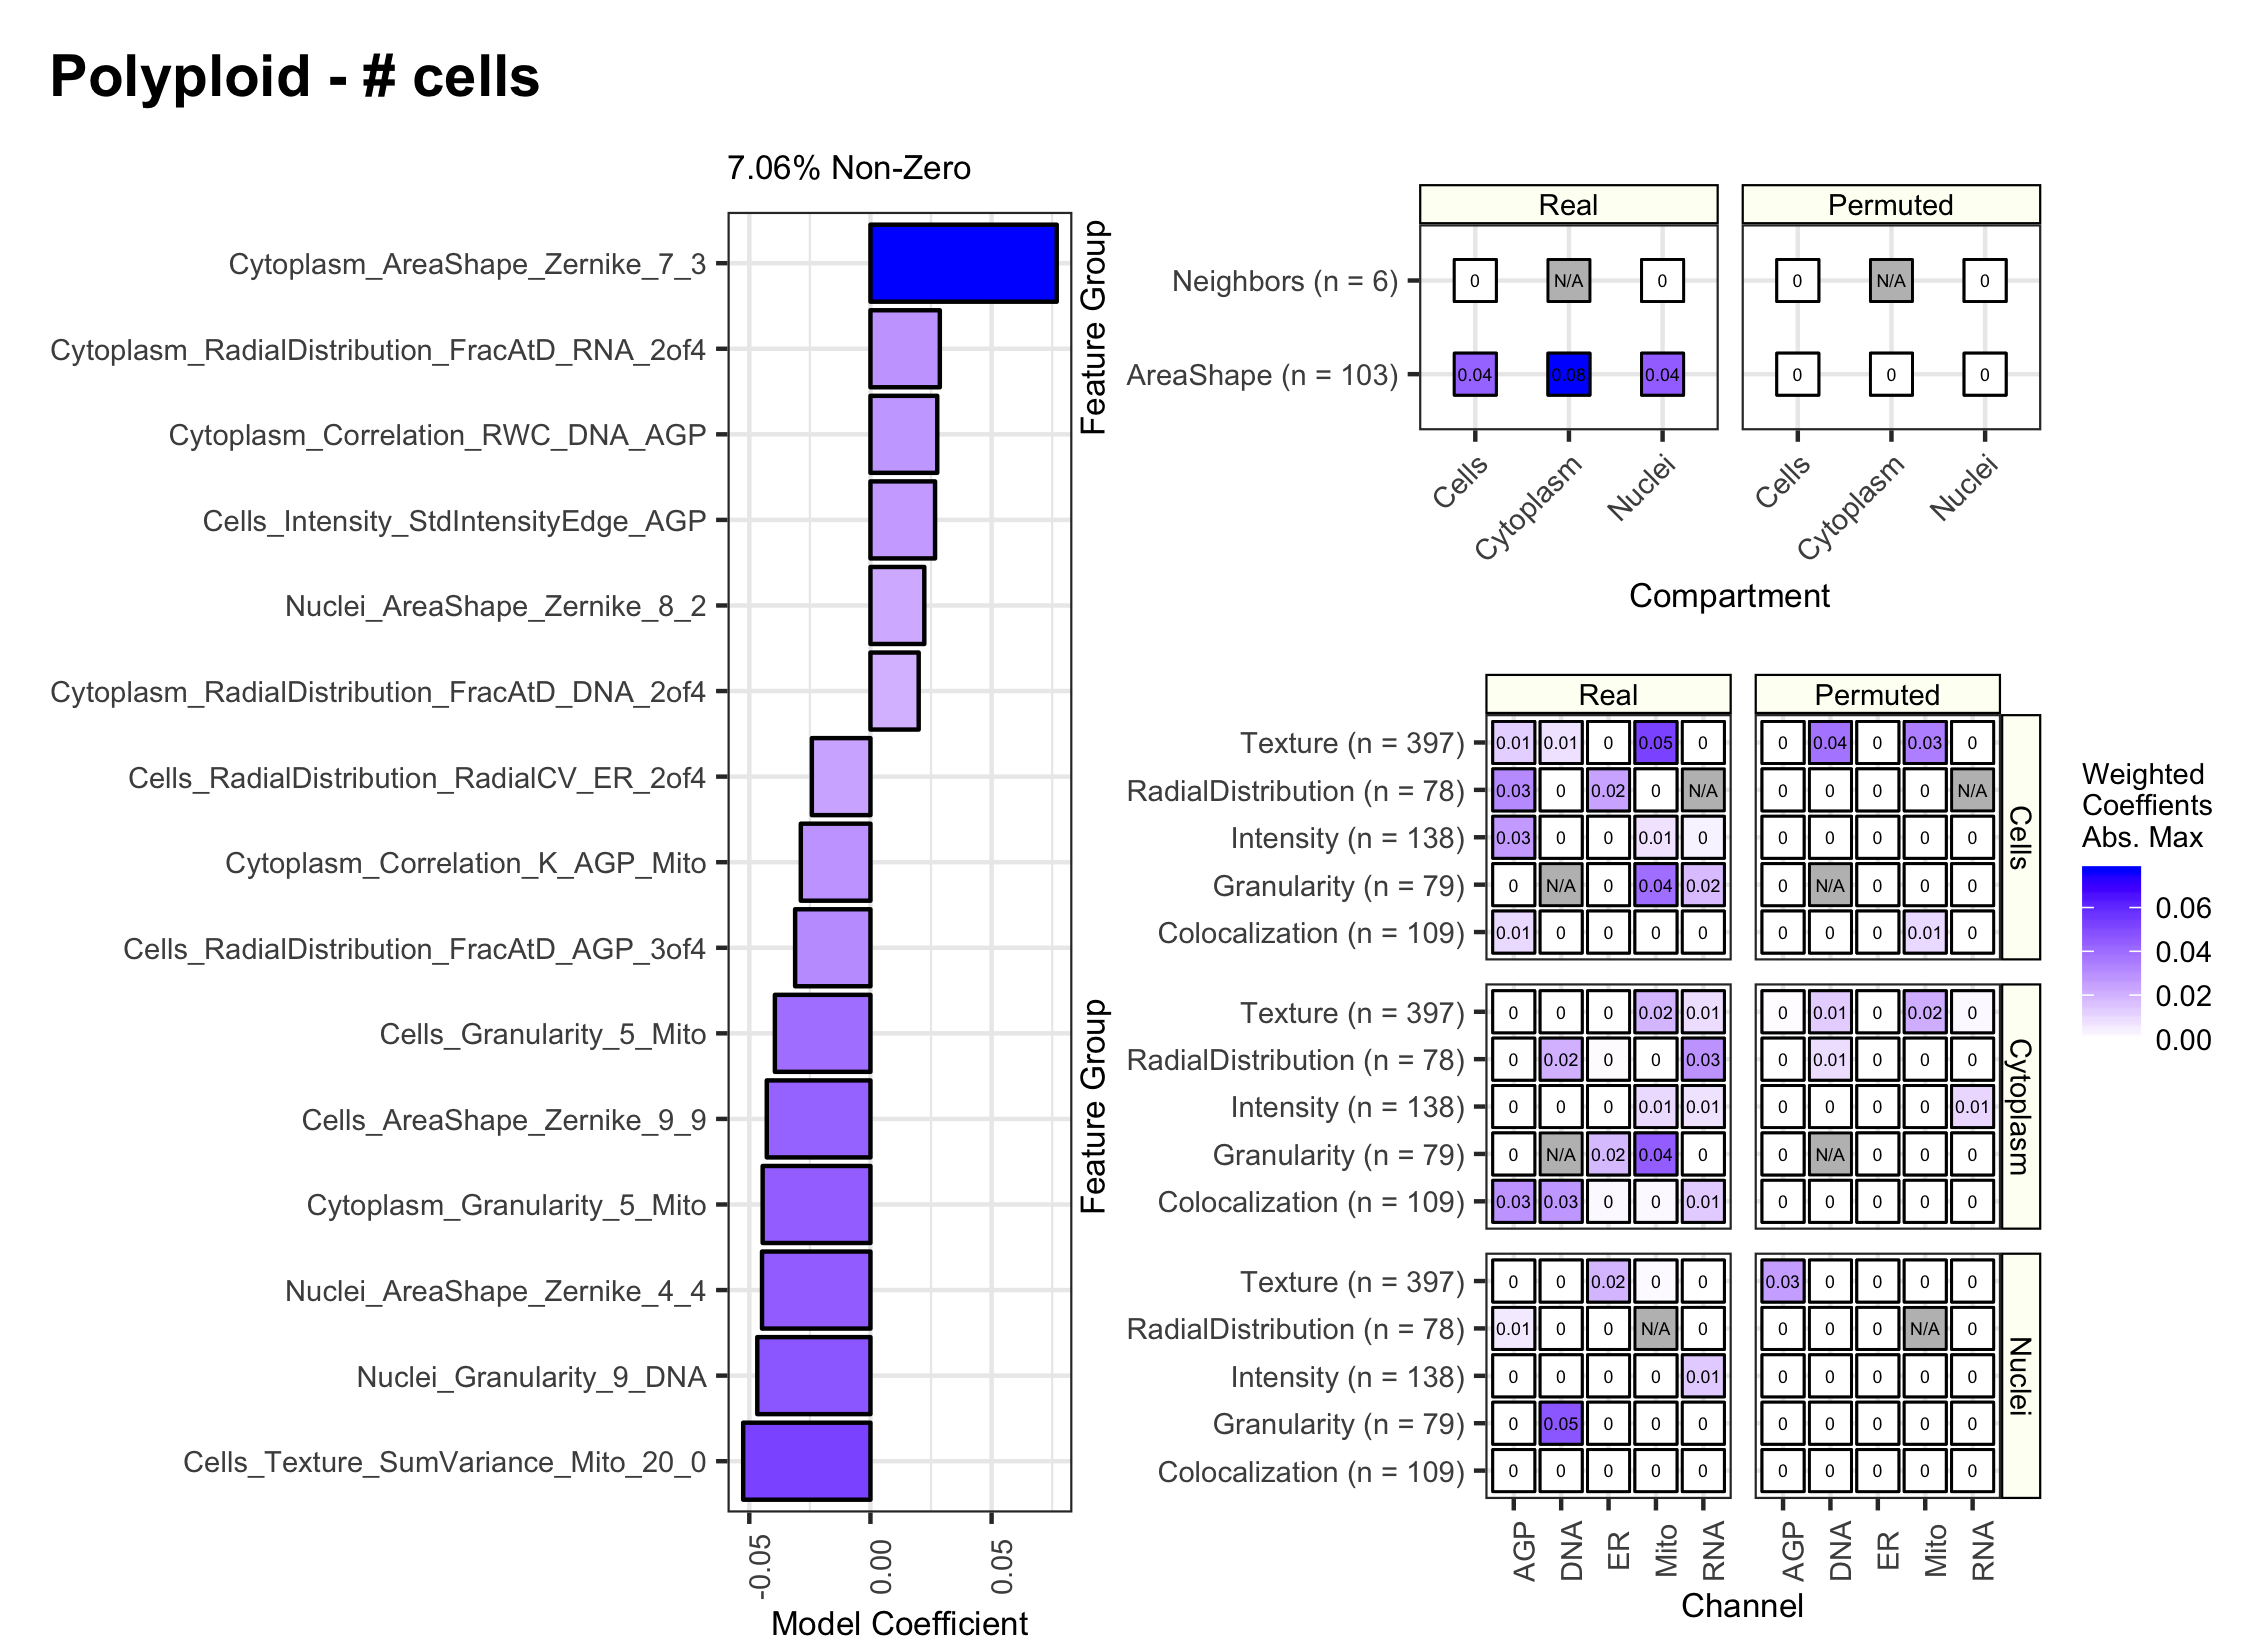 Polyploid - # cells
7.06% Non-Zero
Cytoplasm_AreaShape_Zernike_7_3
Cytoplasm_RadialDistribution_FracAtD_RNA_2of4
Cytoplasm_Correlation_RWC_DNA_AGP
Cells_Intensity_StdIntensityEdge_AGP
Nuclei_AreaShape_Zernike_8_2
Cytoplasm_RadialDistribution_FracAtD_DNA_2of4
Cells_RadialDistribution_RadialCV_ER_2of4
Cytoplasm_Correlation_K_AGP_Mito
Cells_RadialDistribution_FracAtD_AGP_3of4
Cells_Granularity_5_Mito
Cells_AreaShape_Zernike_9_9
Cytoplasm_Granularity_5_Mito
Nuclei_AreaShape_Zernike_4_4
Nuclei_Granularity_9_DNA
Cells_Texture_SumVariance_Mito_20_0
-0.05 0.00 0.05
Model Coefficient
Feature Group
Real Permuted
Neighbors (n = 6) 0 N/A 0 0 N/A 0
AreaShape (n = 103) 0.04 0.08 0.04 0 0 0
Cells Cytoplasm Nuclei Cells Cytoplasm Nuclei
Compartment
Feature Group
Real Permuted
Texture (n = 397) 0.01 0.01 0 0.05 0 0 0.04 0 0.03 0
RadialDistribution (n = 78) 0.03 0 0.02 0 N/A 0 0 0 0 N/A
Intensity (n = 138) 0.03 0 0 0.01 0 0 0 0 0 0
Granularity (n = 79) 0 N/A 0 0.04 0.02 0 N/A 0 0 0
Colocalization (n = 109) 0.01 0 0 0 0 0 0 0 0.01 0
Cells
Texture (n = 397) 0 0 0 0.02 0.01 0 0.01 0 0.02 0
RadialDistribution (n = 78) 0 0.02 0 0 0.03 0 0.01 0 0 0
Intensity (n = 138) 0 0 0 0.01 0.01 0 0 0 0 0.01
Granularity (n = 79) 0 N/A 0.02 0.04 0 0 N/A 0 0 0
Colocalization (n = 109) 0.03 0.03 0 0 0.01 0 0 0 0 0
Cytoplasm
Texture (n = 397) 0 0 0.02 0 0 0.03 0 0 0 0
RadialDistribution (n = 78) 0.01 0 0 N/A 0 0 0 0 N/A 0
Intensity (n = 138) 0 0 0 0 0.01 0 0 0 0 0
Granularity (n = 79) 0 0.05 0 0 0 0 0 0 0 0
Colocalization (n = 109) 0 0 0 0 0 0 0 0 0 0
Nuclei
AGP DNA ER Mito RNA AGP DNA ER Mito RNA
Channel
Weighted
Coeffients
Abs. Max
0.06
0.04
0.02
0.00